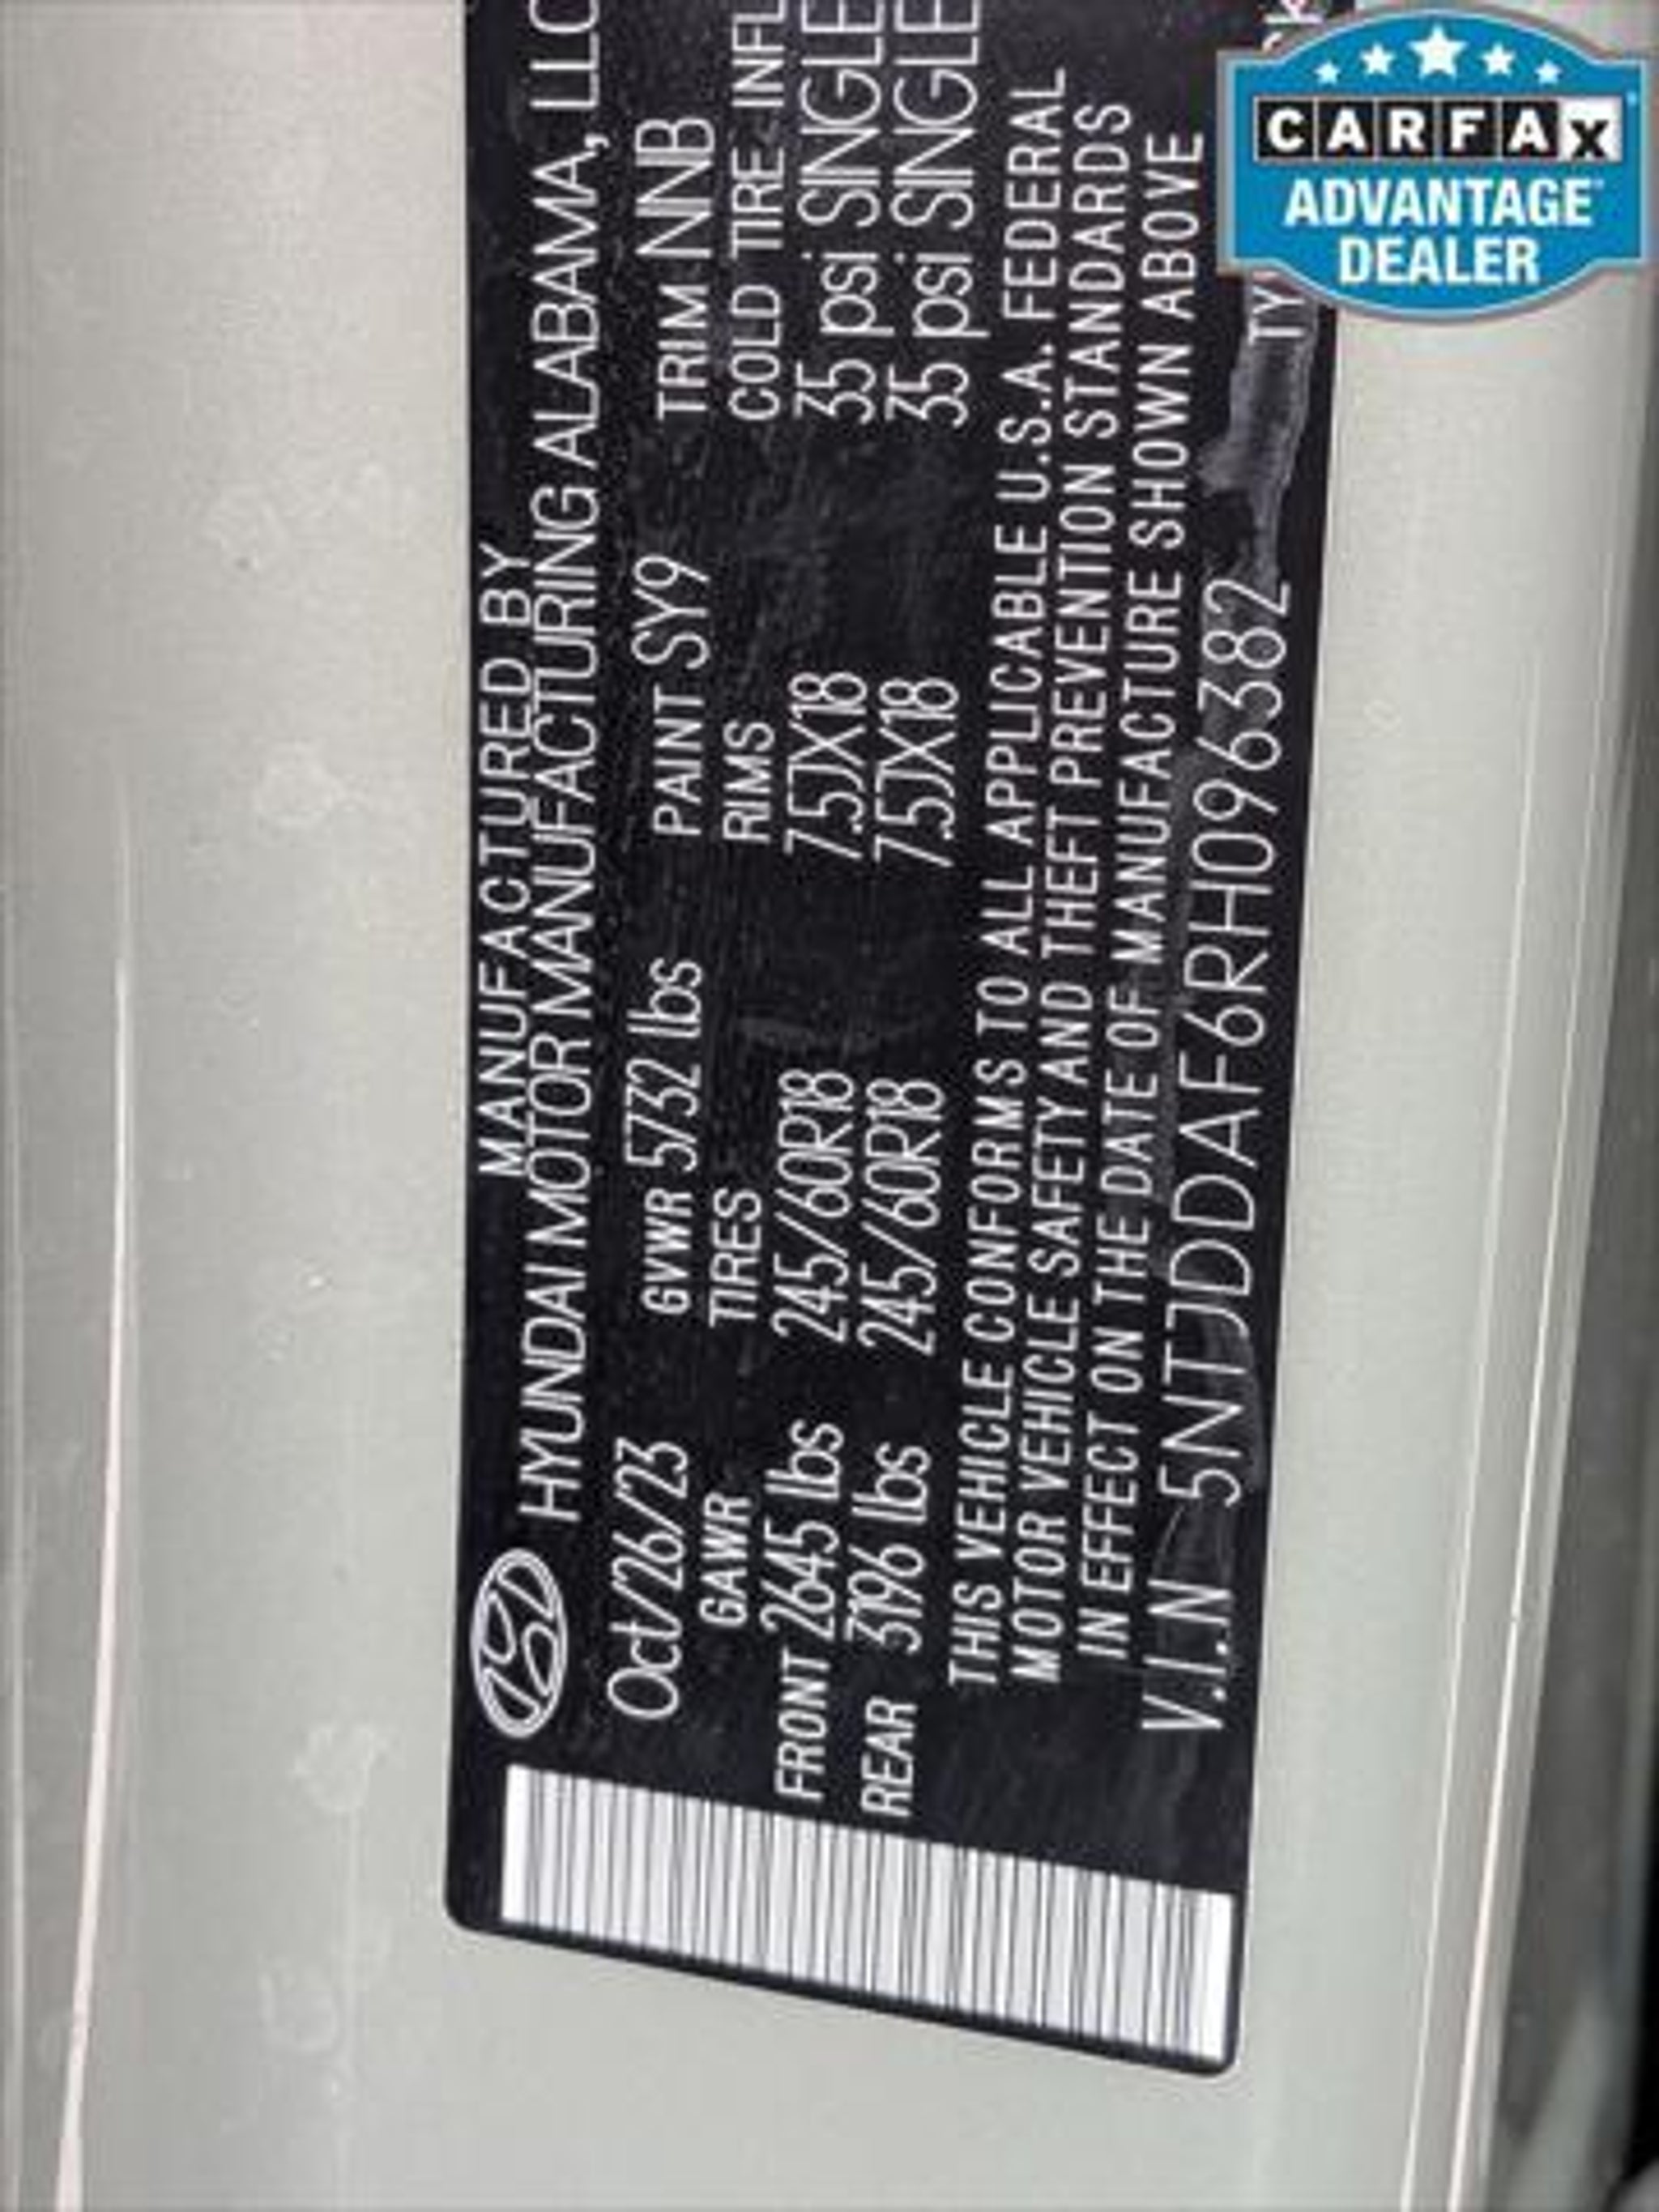 MANUFACTURED BY
HYUNDAI MOTOR MANUFACTURING ALABAMA, LLC
Oct/26/23 GVWR 5732 lbs PAINT SY9 TRIM NNB
GAWR TIRES RIMS COLD TIRE INFL
FRONT 2645 lbs 245/60R18 7.5JX18 35 psi SINGLE
REAR 3196 lbs 245/60R18 7.5JX18 35 psi SINGLE
THIS VEHICLE CONFORMS TO ALL APPLICABLE U.S.A. FEDERAL
MOTOR VEHICLE SAFETY AND THEFT PREVENTION STANDARDS
IN EFFECT ON THE DATE OF MANUFACTURE SHOWN ABOVE
V.I.N 5NTJDDAF6RH096382 TY
CARFAX
ADVANTAGE
DEALER